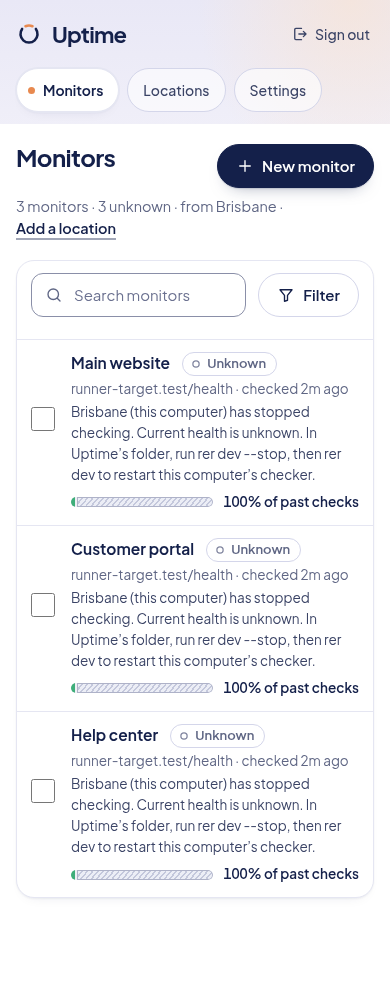 Uptime
Sign out
Monitors
Locations
Settings
Monitors
New monitor
3 monitors · 3 unknown · from Brisbane ·
Add a location
Search monitors
Filter
Main website
Unknown
runner-target.test/health · checked 2m ago
Brisbane (this computer) has stopped
checking. Current health is unknown. In
Uptime’s folder, run rer dev --stop, then rer
dev to restart this computer’s checker.
100% of past checks
Customer portal
Unknown
runner-target.test/health · checked 2m ago
Brisbane (this computer) has stopped
checking. Current health is unknown. In
Uptime’s folder, run rer dev --stop, then rer
dev to restart this computer’s checker.
100% of past checks
Help center
Unknown
runner-target.test/health · checked 2m ago
Brisbane (this computer) has stopped
checking. Current health is unknown. In
Uptime’s folder, run rer dev --stop, then rer
dev to restart this computer’s checker.
100% of past checks